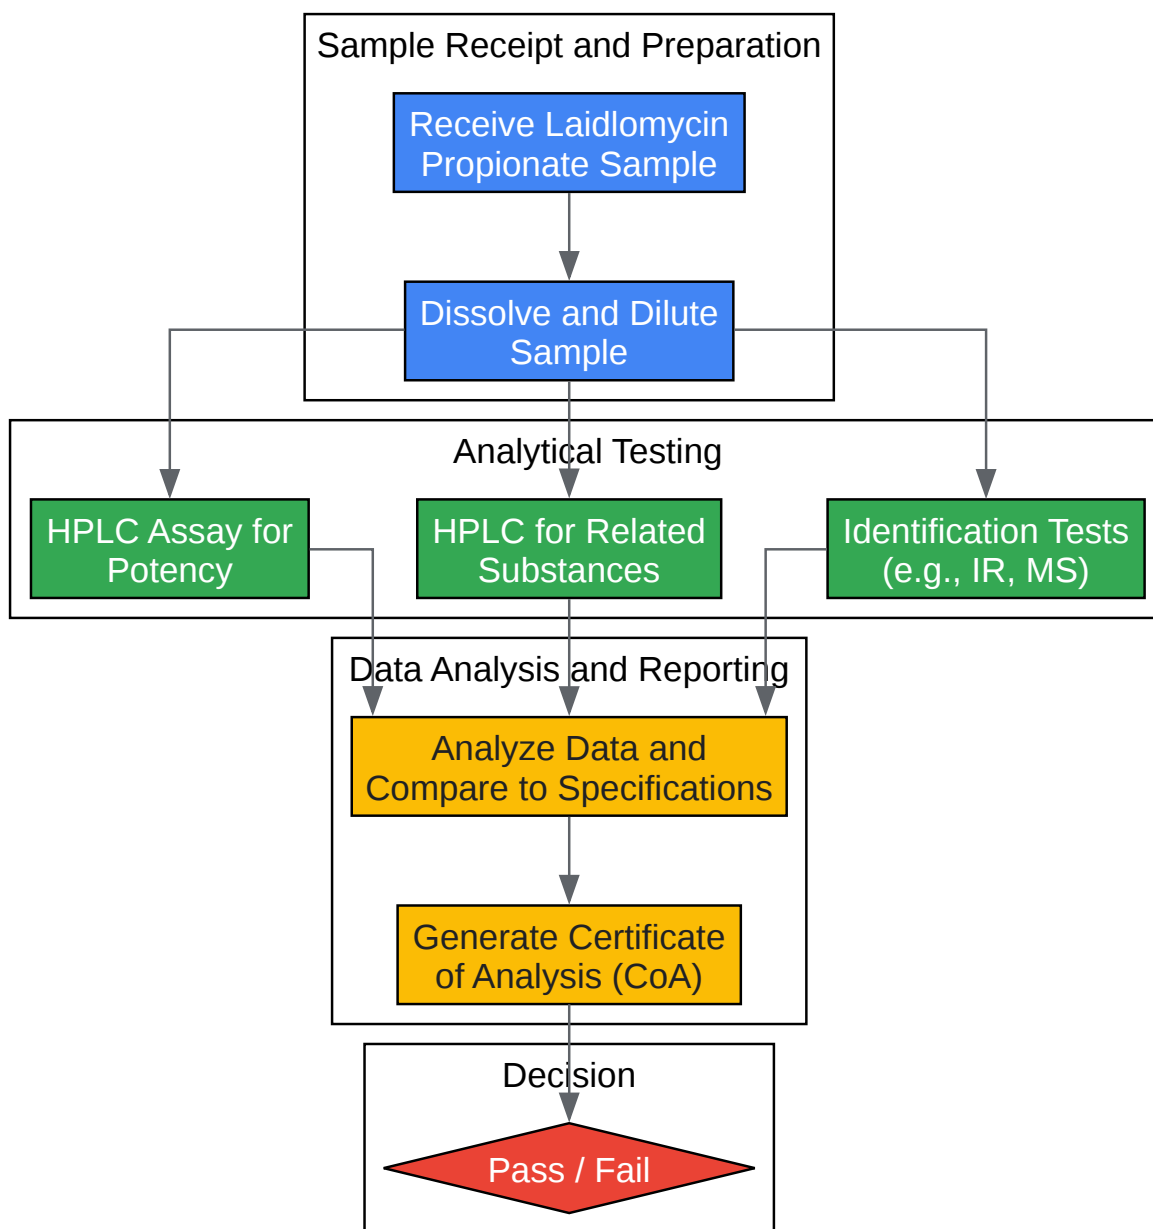 Sample Receipt and Preparation
Receive Laidlomycin
Propionate Sample
Dissolve and Dilute
Sample
Analytical Testing
HPLC Assay for
Potency
HPLC for Related
Substances
Identification Tests
(e.g., IR, MS)
Data Analysis and Reporting
Analyze Data and
Compare to Specifications
Generate Certificate
of Analysis (CoA)
Decision
Pass / Fail